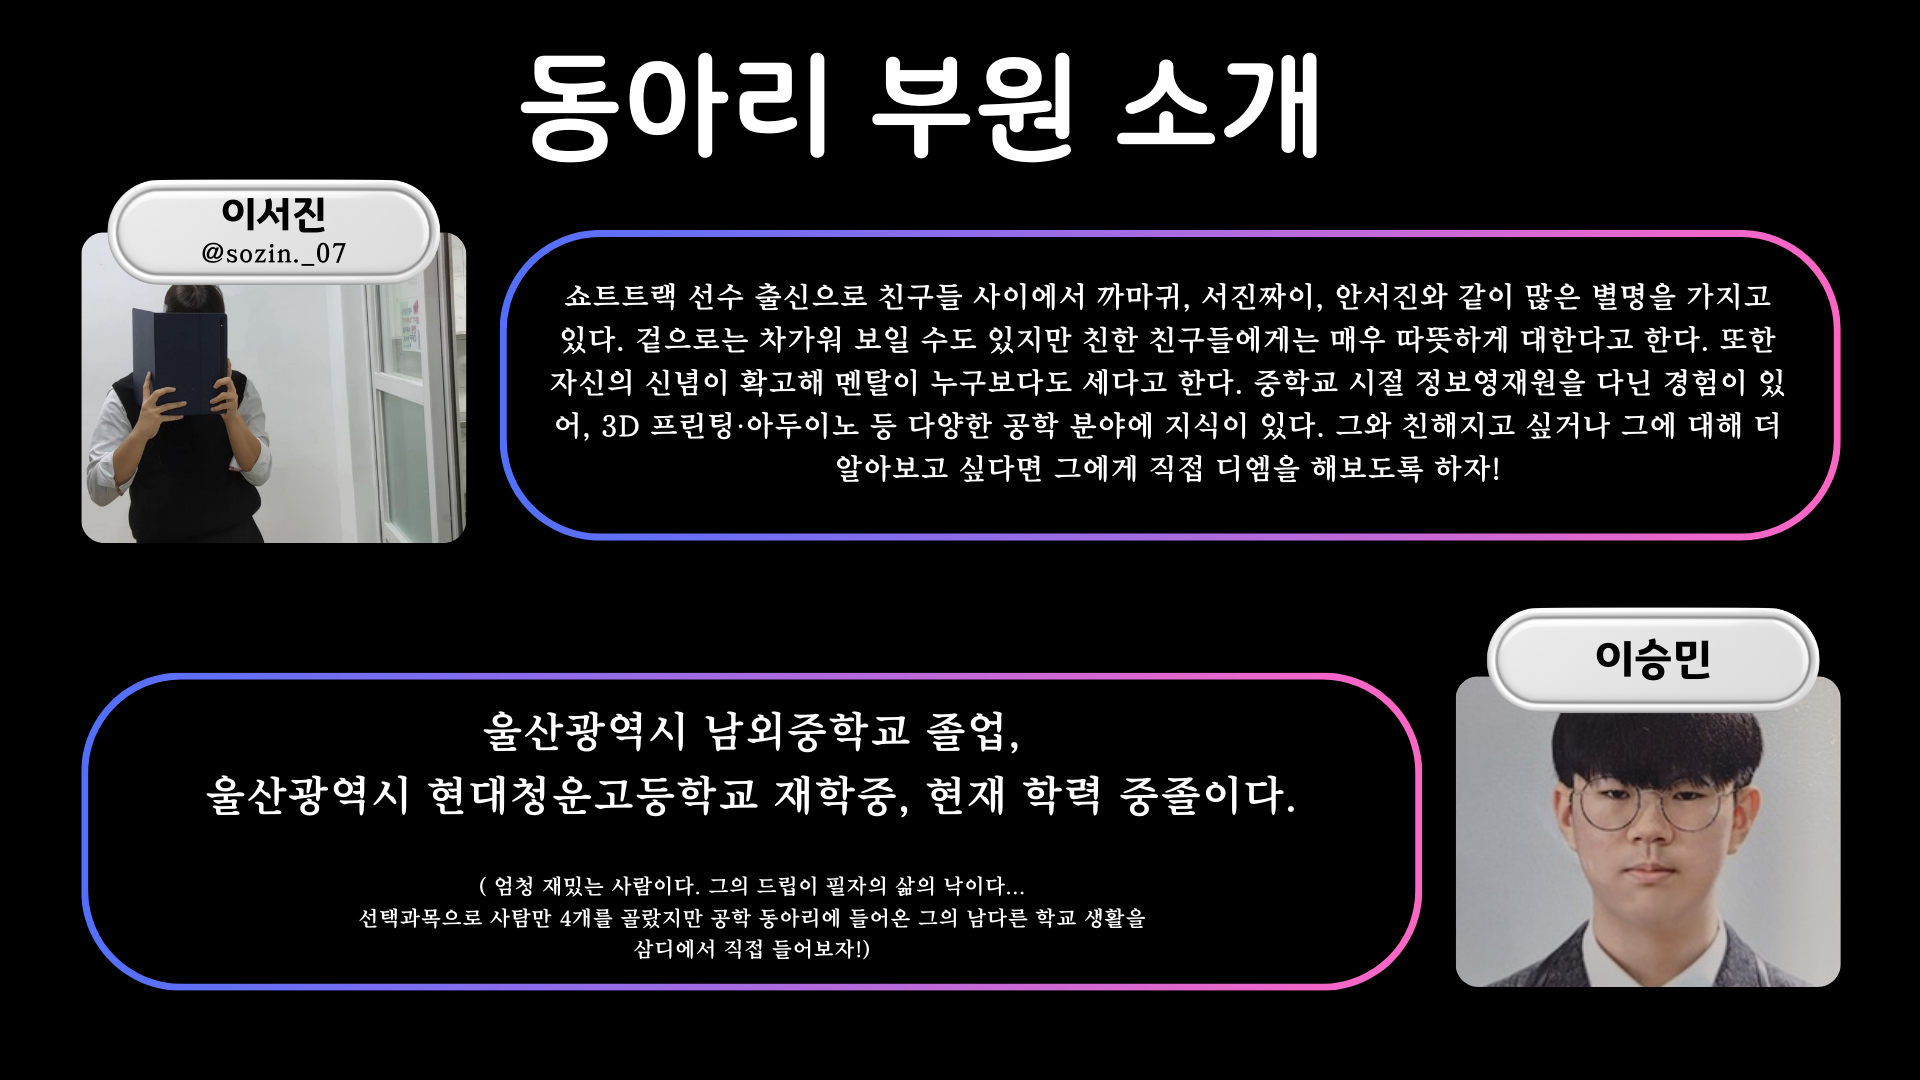 동아리 부원 소개
이서진
@sozin._07
쇼트트랙 선수 출신으로 친구들 사이에서 까마귀, 서진짜이, 안서진와 같이 많은 별명을 가지고
있다. 겉으로는 차가워 보일 수도 있지만 친한 친구들에게는 매우 따뜻하게 대한다고 한다. 또한
자신의 신념이 확고해 멘탈이 누구보다도 세다고 한다. 중학교 시절 정보영재원을 다닌 경험이 있
어, 3D 프린팅·아두이노 등 다양한 공학 분야에 지식이 있다. 그와 친해지고 싶거나 그에 대해 더
알아보고 싶다면 그에게 직접 디엠을 해보도록 하자!
이승민
울산광역시 남외중학교 졸업,
울산광역시 현대청운고등학교 재학중, 현재 학력 중졸이다.
( 엄청 재밌는 사람이다. 그의 드립이 필자의 삶의 낙이다...
선택과목으로 사탐만 4개를 골랐지만 공학 동아리에 들어온 그의 남다른 학교 생활을
삼디에서 직접 들어보자!)